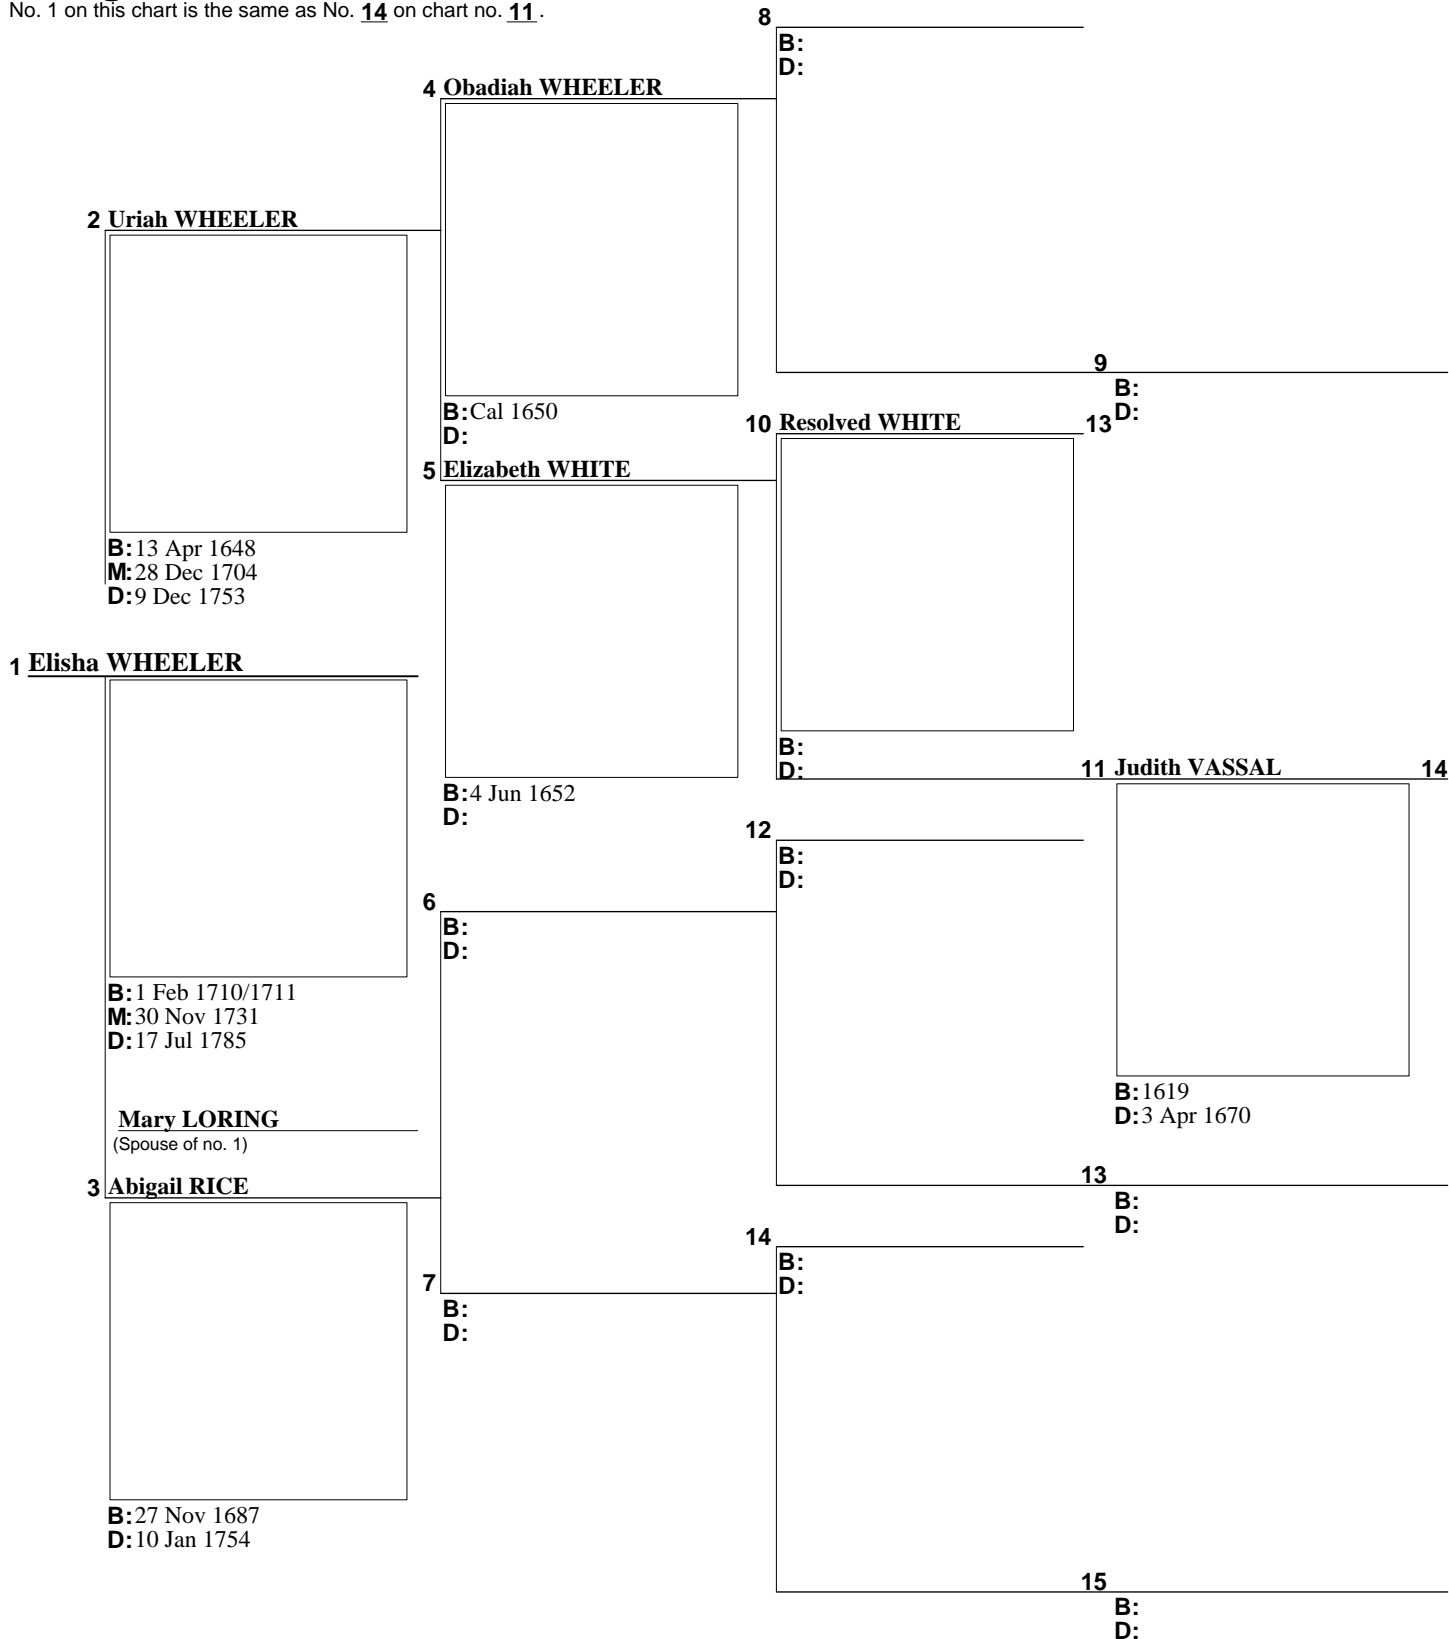 No. 1 on this chart is the same as No. 14 on chart no. 11.
8
B:
D:
4 Obadiah WHEELER
2 Uriah WHEELER
9
B:
D:
B:Cal 1650
D:
10 Resolved WHITE 13
5 Elizabeth WHITE
B:13 Apr 1648
M:28 Dec 1704
D:9 Dec 1753
1 Elisha WHEELER
B:
D:
11 Judith VASSAL 14
B:4 Jun 1652
D:
12
B:
D:
6
B:
D:
B:1 Feb 1710/1711
M:30 Nov 1731
D:17 Jul 1785
B:1619
D:3 Apr 1670
Mary LORING
(Spouse of no. 1)
3 Abigail RICE
13
B:
D:
14
B:
D:
7
B:
D:
B:27 Nov 1687
D:10 Jan 1754
15
B:
D: